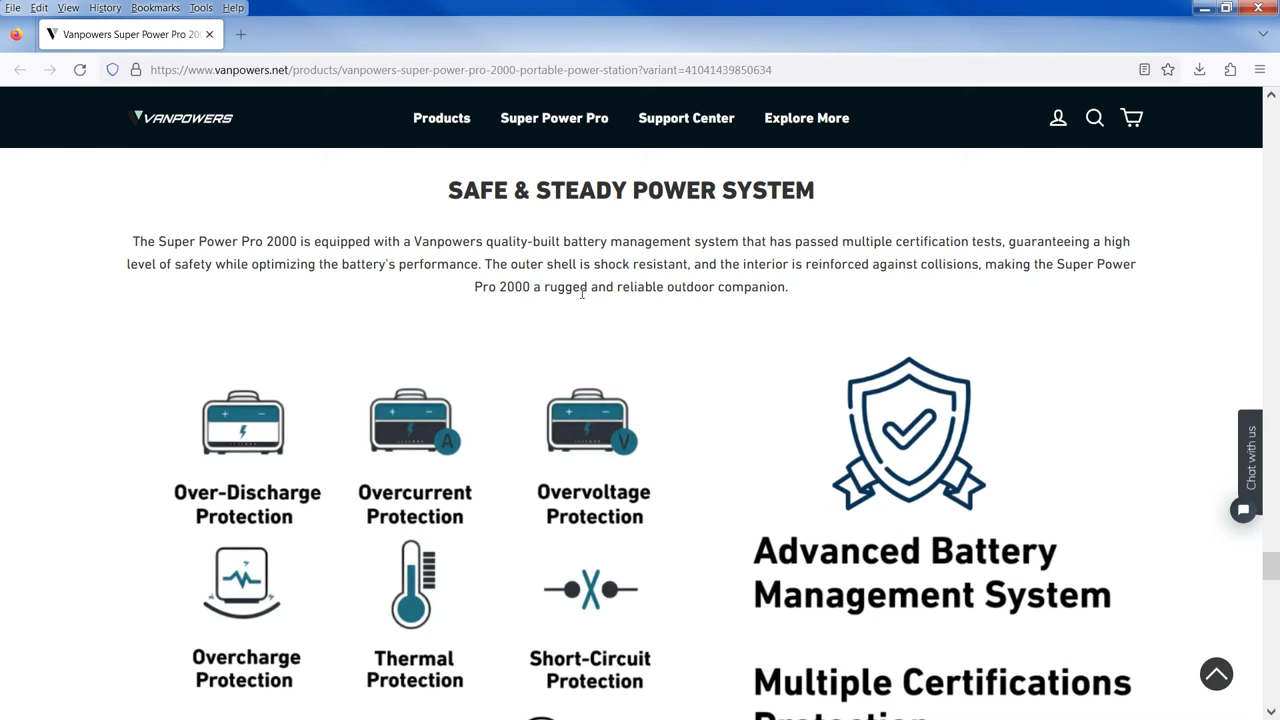 File Edit View History Bookmarks Tools Help
Vanpowers Super Power Pro 200
https://www.vanpowers.net/products/vanpowers-super-power-pro-2000-portable-power-station?variant=41041439850634
VANPOWERS Products Super Power Pro Support Center Explore More
SAFE & STEADY POWER SYSTEM
The Super Power Pro 2000 is equipped with a Vanpowers quality-built battery management system that has passed multiple certification tests, guaranteeing a high
level of safety while optimizing the battery's performance. The outer shell is shock resistant, and the interior is reinforced against collisions, making the Super Power
Pro 2000 a rugged and reliable outdoor companion.
A
V
Over-Discharge
Protection
Overcurrent
Protection
Overvoltage
Protection
Overcharge
Protection
Thermal
Protection
Short-Circuit
Protection
Advanced Battery
Management System
Multiple Certifications
Protection
Chat with us